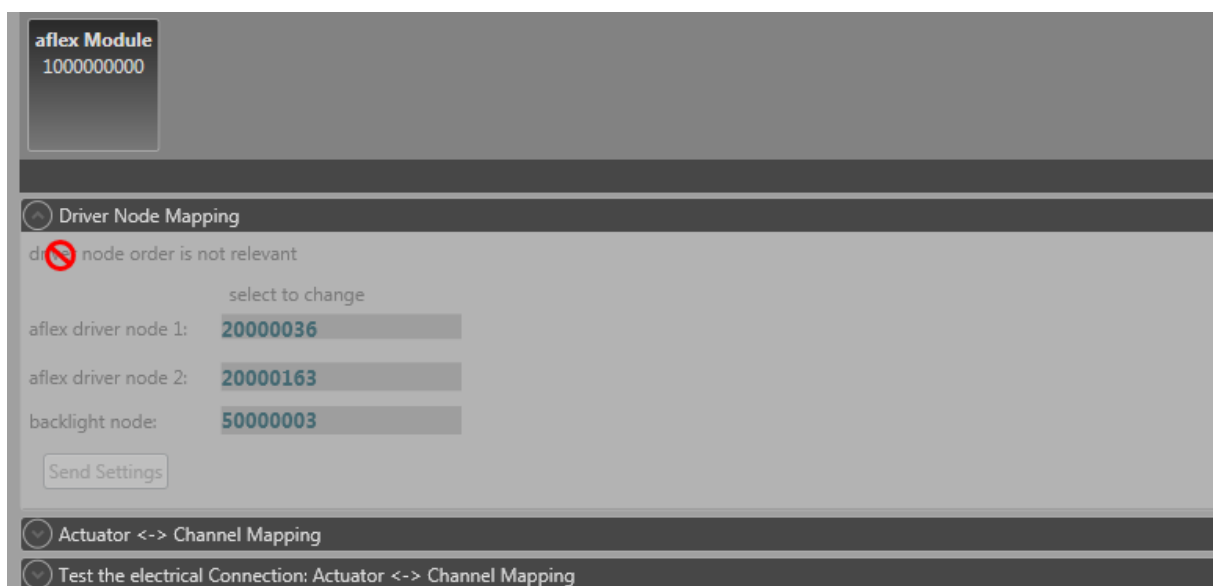 aflex Module
1000000000
Driver Node Mapping
driver node order is not relevant
select to change
aflex driver node 1: 20000036
aflex driver node 2: 20000163
backlight node: 50000003
Send Settings
Actuator <-> Channel Mapping
Test the electrical Connection: Actuator <-> Channel Mapping